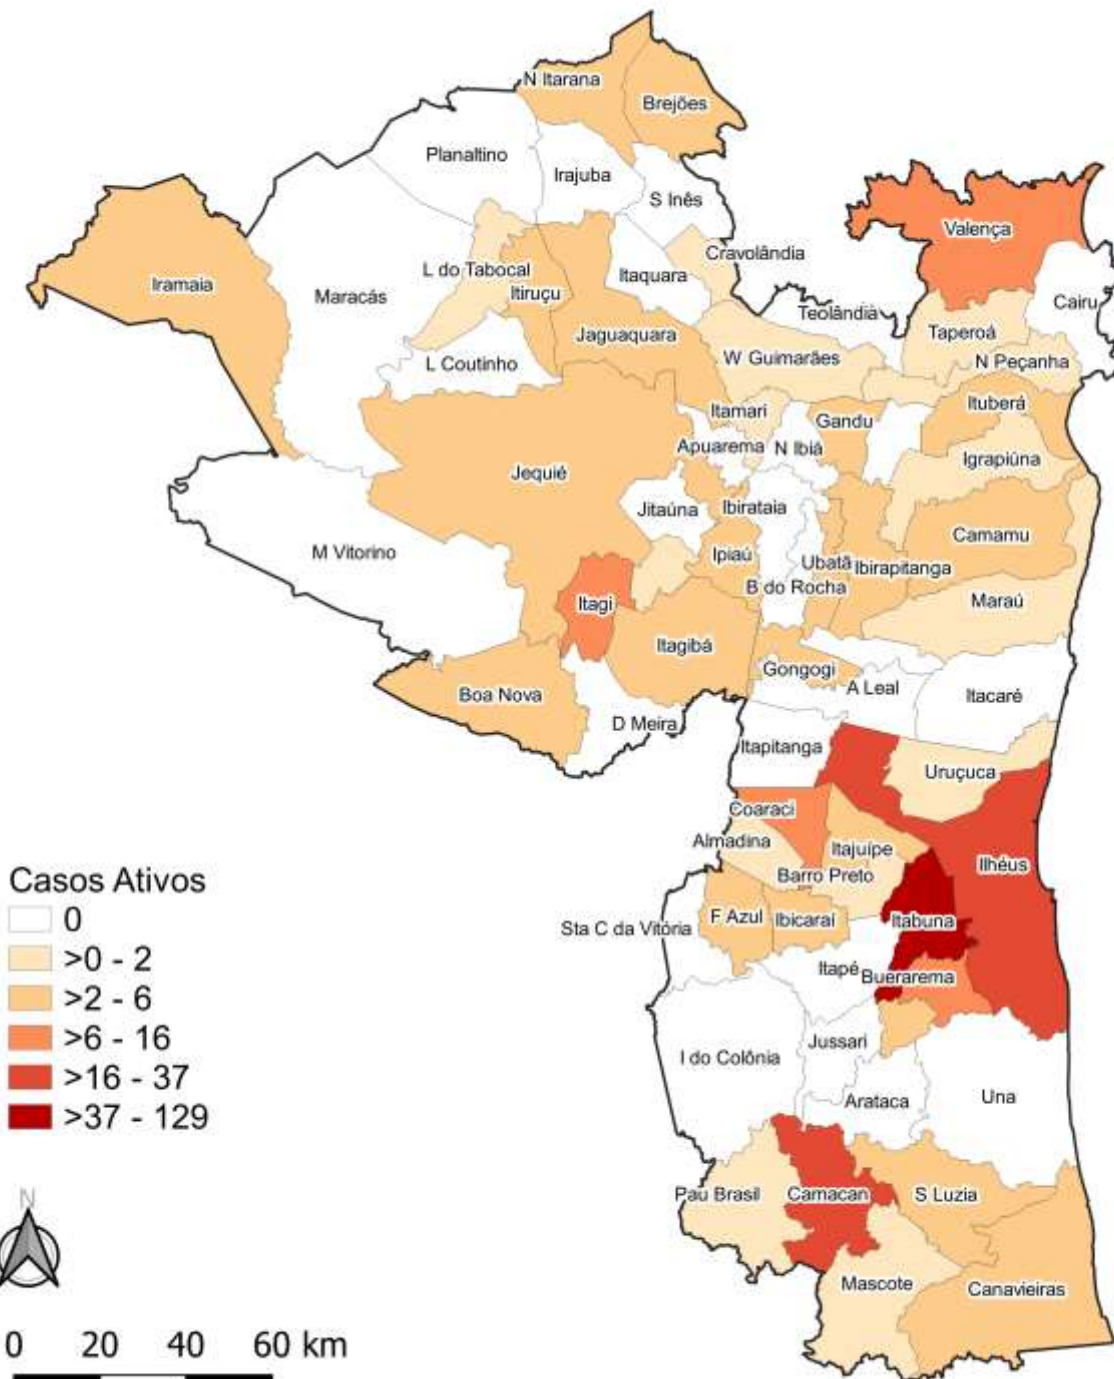 N Itarana
Brejões
Planaltino
Irajuba
S Inês
Valença
Cravolândia
L do Tabocal
Itaquara
Iramaia
Itiruçu
Maracás
Cairu
Teolândia
Taperoá
Jaguaquara
W Guimarães
N Peçanha
L Coutinho
Ituberá
Itamari
Gandu
Apuarema
N Ibiá
Igrapiúna
Jequié
Jitaúna
Ibirataia
Camamu
M Vitorino
Ipiaú
Ubatã
Ibirapitanga
B do Rocha
Itagi
Maraú
Itagibá
Gongogi
Boa Nova
A Leal
Itacaré
D Meira
Itapitanga
Uruçuca
Coaraci
Almadina
Itajuípe
Ilhéus
Barro Preto
F Azul
Ibicaraí
Itabuna
Sta C da Vitória
Itapé
Buerarema
Jussari
I do Colônia
Arataca
Una
Pau Brasil
Camacan
S Luzia
Mascote
Canavieiras
Casos Ativos
0
>0 - 2
>2 - 6
>6 - 16
>16 - 37
>37 - 129
N
0 20 40 60 km